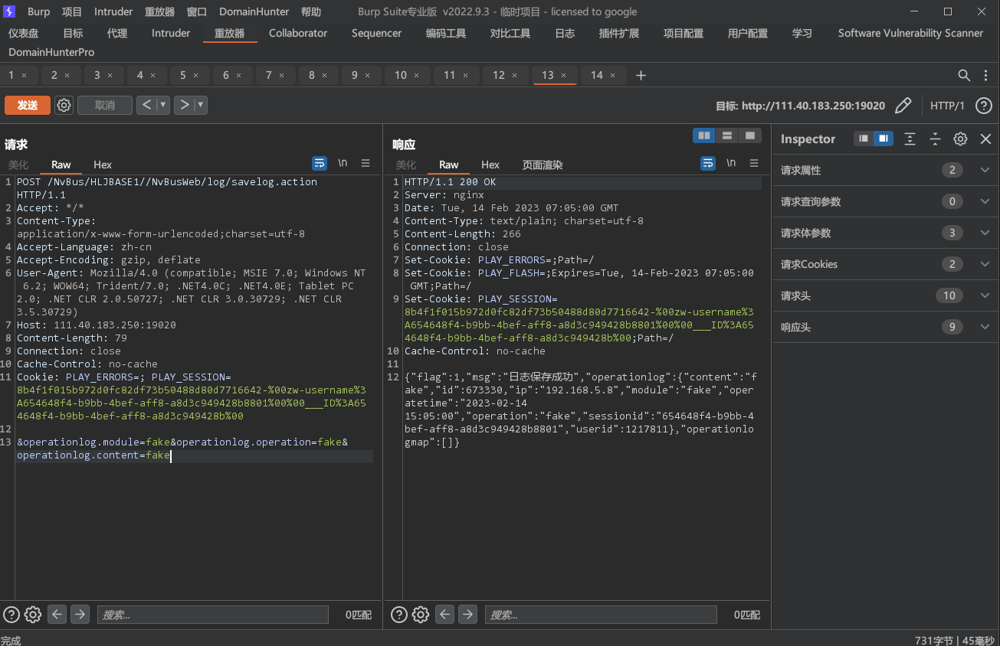 Burp 项目 Intruder 重放器 窗口 DomainHunter 帮助 Burp Suite专业版 v2022.9.3 - 临时项目 - licensed to google
仪表盘 目标 代理 Intruder 重放器 Collaborator Sequencer 编码工具 对比工具 日志 插件扩展 项目配置 用户配置 学习 Software Vulnerability Scanner
DomainHunterPro
1 × 2 × 3 × 4 × 5 × 6 × 7 × 8 × 9 × 10 × 11 × 12 × 13 × 14 × +
发送 取消 < > 目标: http://111.40.183.250:19020 HTTP/1
请求
美化 Raw Hex \n
1 POST /NvBus/HLJBASE1//NvBusWeb/log/savelog.action
HTTP/1.1
2 Accept: */*
3 Content-Type:
application/x-www-form-urlencoded;charset=utf-8
4 Accept-Language: zh-cn
5 Accept-Encoding: gzip, deflate
6 User-Agent: Mozilla/4.0 (compatible; MSIE 7.0; Windows NT
6.2; WOW64; Trident/7.0; .NET4.0C; .NET4.0E; Tablet PC
2.0; .NET CLR 2.0.50727; .NET CLR 3.0.30729; .NET CLR
3.5.30729)
7 Host: 111.40.183.250:19020
8 Content-Length: 79
9 Connection: close
10 Cache-Control: no-cache
11 Cookie: PLAY_ERRORS=; PLAY_SESSION=
8b4f1f015b972d0fc82df73b50488d80d7716642-%00zw-username%3
A654648f4-b9bb-4bef-aff8-a8d3c949428b8801%00%00___ID%3A65
4648f4-b9bb-4bef-aff8-a8d3c949428b%00
12
13 &operationlog.module=fake&operationlog.operation=fake&
operationlog.content=fake
搜索... 0匹配
响应
美化 Raw Hex 页面渲染 \n
1 HTTP/1.1 200 OK
2 Server: nginx
3 Date: Tue, 14 Feb 2023 07:05:00 GMT
4 Content-Type: text/plain; charset=utf-8
5 Content-Length: 266
6 Connection: close
7 Set-Cookie: PLAY_ERRORS=;Path=/
8 Set-Cookie: PLAY_FLASH=;Expires=Tue, 14-Feb-2023 07:05:00
GMT;Path=/
9 Set-Cookie: PLAY_SESSION=
8b4f1f015b972d0fc82df73b50488d80d7716642-%00zw-username%3
A654648f4-b9bb-4bef-aff8-a8d3c949428b8801%00%00___ID%3A65
4648f4-b9bb-4bef-aff8-a8d3c949428b%00;Path=/
10 Cache-Control: no-cache
11
12 {"flag":1,"msg":"日志保存成功","operationlog":{"content":"f
ake","id":673330,"ip":"192.168.5.8","module":"fake","oper
atetime":"2023-02-14
15:05:00","operation":"fake","sessionid":"654648f4-b9bb-4
bef-aff8-a8d3c949428b8801","userid":1217811},"operationlo
gmap":[]}
搜索... 0匹配
Inspector
请求属性 2
请求查询参数 0
请求体参数 3
请求Cookies 2
请求头 10
响应头 9
完成 731字节 | 45毫秒